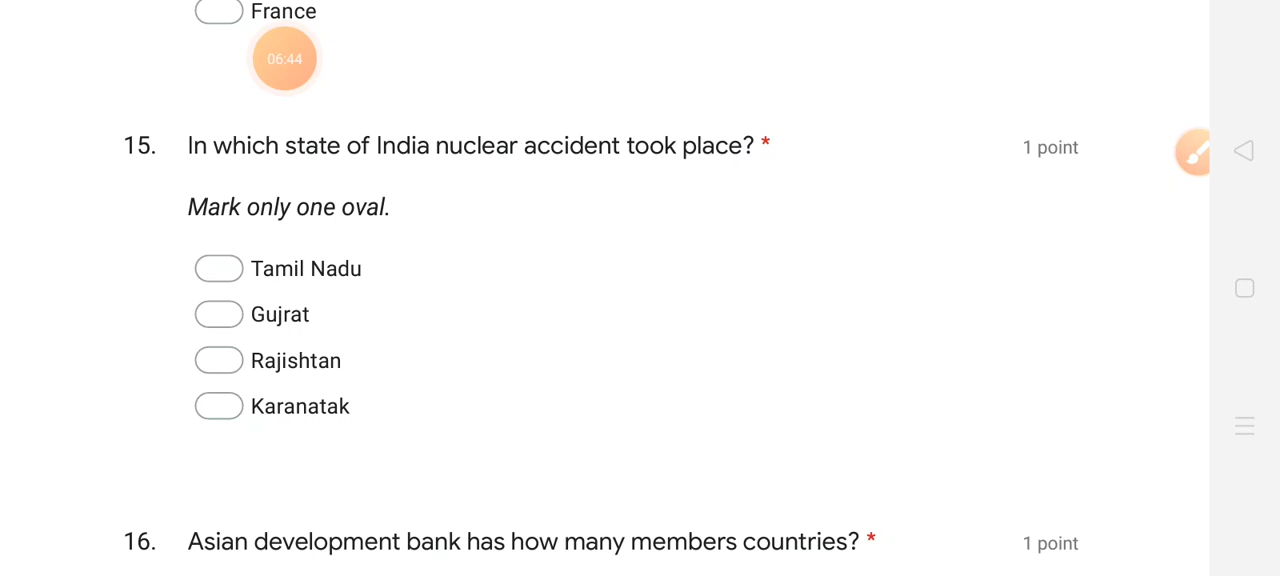 France
06:44
15. In which state of India nuclear accident took place? * 1 point
Mark only one oval.
Tamil Nadu
Gujrat
Rajishtan
Karanatak
16. Asian development bank has how many members countries? * 1 point